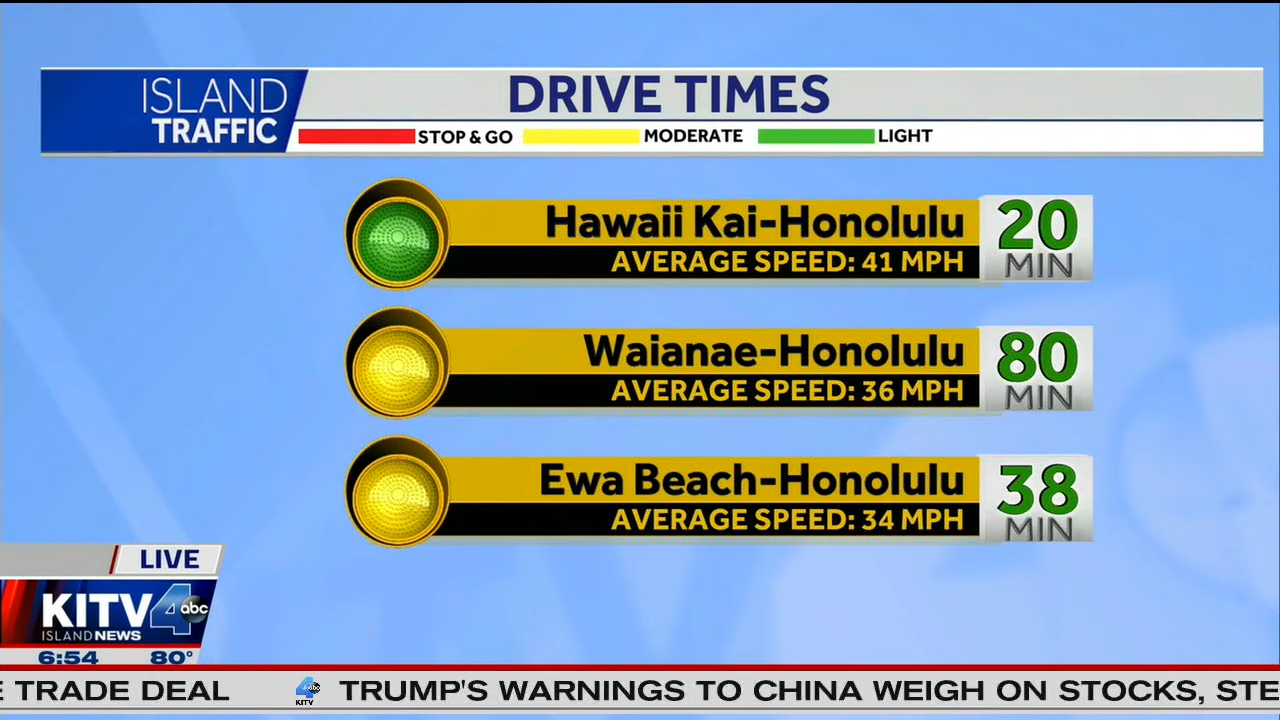 ISLAND
TRAFFIC
DRIVE TIMES
STOP & GO
MODERATE
LIGHT
Hawaii Kai-Honolulu
AVERAGE SPEED: 41 MPH
20
MIN
Waianae-Honolulu
AVERAGE SPEED: 36 MPH
80
MIN
Ewa Beach-Honolulu
AVERAGE SPEED: 34 MPH
38
MIN
LIVE
KITV 4 abc
ISLAND NEWS
6:54 80°
E TRADE DEAL 4 abc KITV TRUMP'S WARNINGS TO CHINA WEIGH ON STOCKS, STE